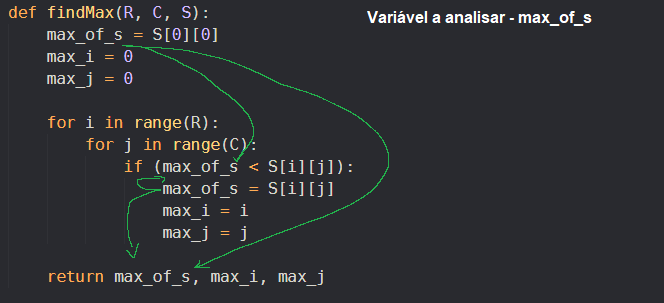 def findMax(R, C, S):
Variável a analisar - max_of_s
max_of_s = S[0][0]
max_i = 0
max_j = 0
for i in range(R):
for j in range(C):
if (max_of_s < S[i][j]):
max_of_s = S[i][j]
max_i = i
max_j = j
return max_of_s, max_i, max_j